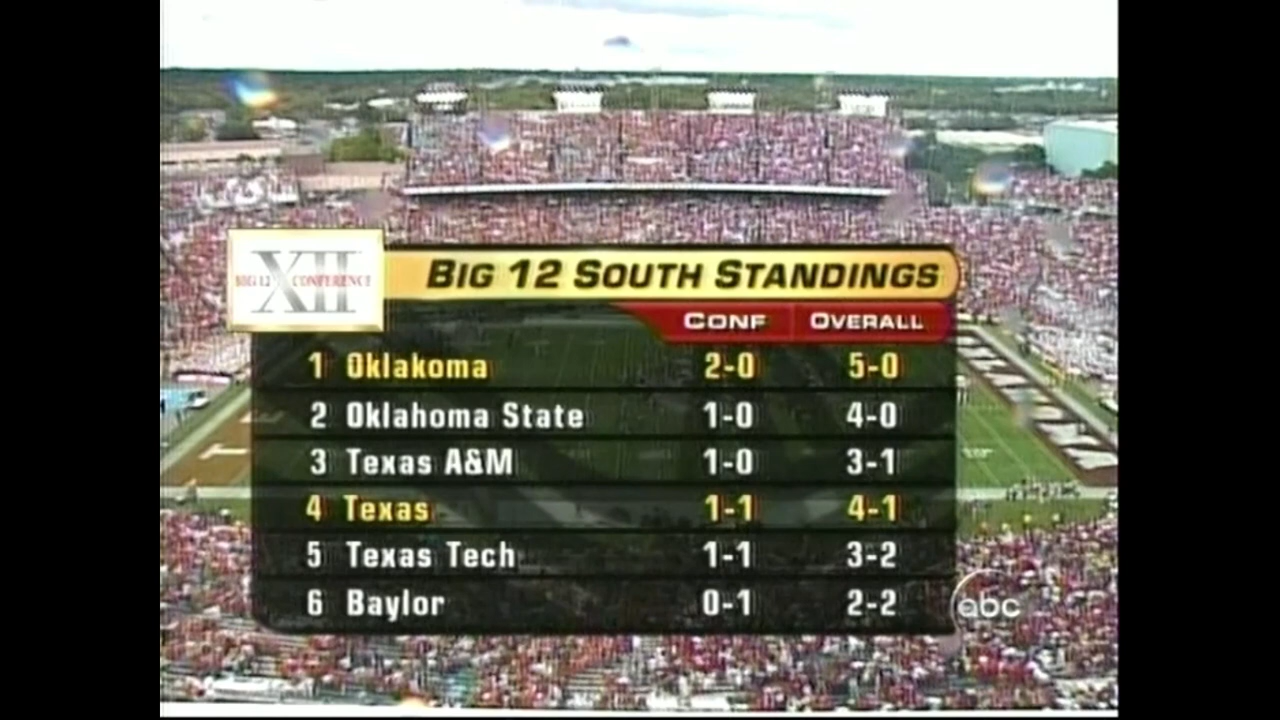 XII
BIG 12 CONFERENCE
BIG 12 SOUTH STANDINGS
CONF OVERALL
1 Oklakoma 2-0 5-0
2 Oklahoma State 1-0 4-0
3 Texas A&M 1-0 3-1
4 Texas 1-1 4-1
5 Texas Tech 1-1 3-2
6 Baylor 0-1 2-2
abc